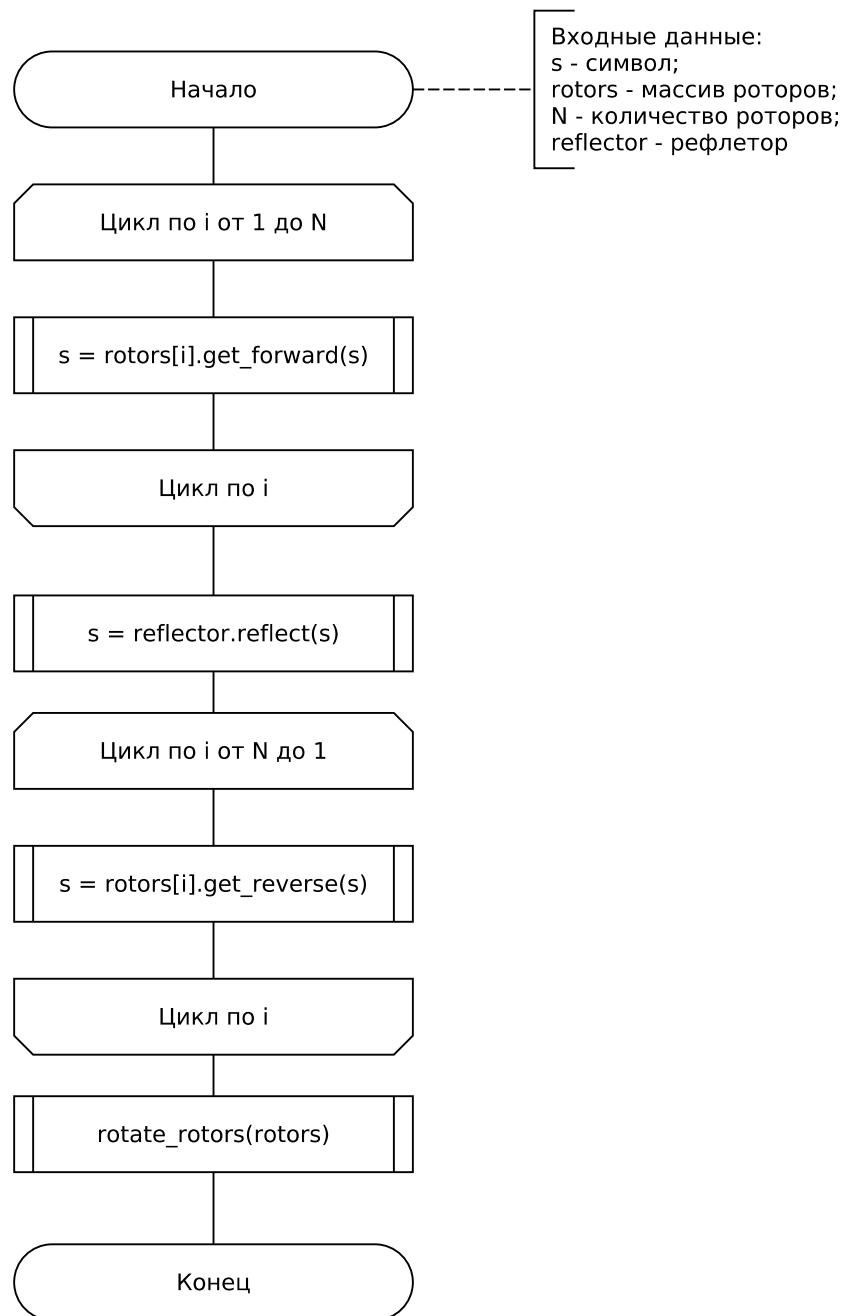 Начало
Входные данные:
s - символ;
rotors - массив роторов;
N - количество роторов;
reflector - рефлетор
Цикл по i от 1 до N
s = rotors[i].get_forward(s)
Цикл по i
s = reflector.reflect(s)
Цикл по i от N до 1
s = rotors[i].get_reverse(s)
Цикл по i
rotate_rotors(rotors)
Конец